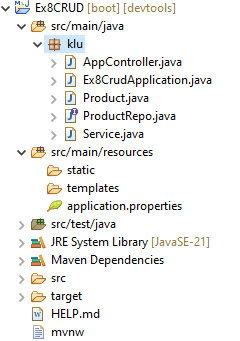 Ex8CRUD [boot] [devtools]
src/main/java
klu
AppController.java
Ex8CrudApplication.java
Product.java
ProductRepo.java
Service.java
src/main/resources
static
templates
application.properties
src/test/java
JRE System Library [JavaSE-21]
Maven Dependencies
src
target
HELP.md
mvnw